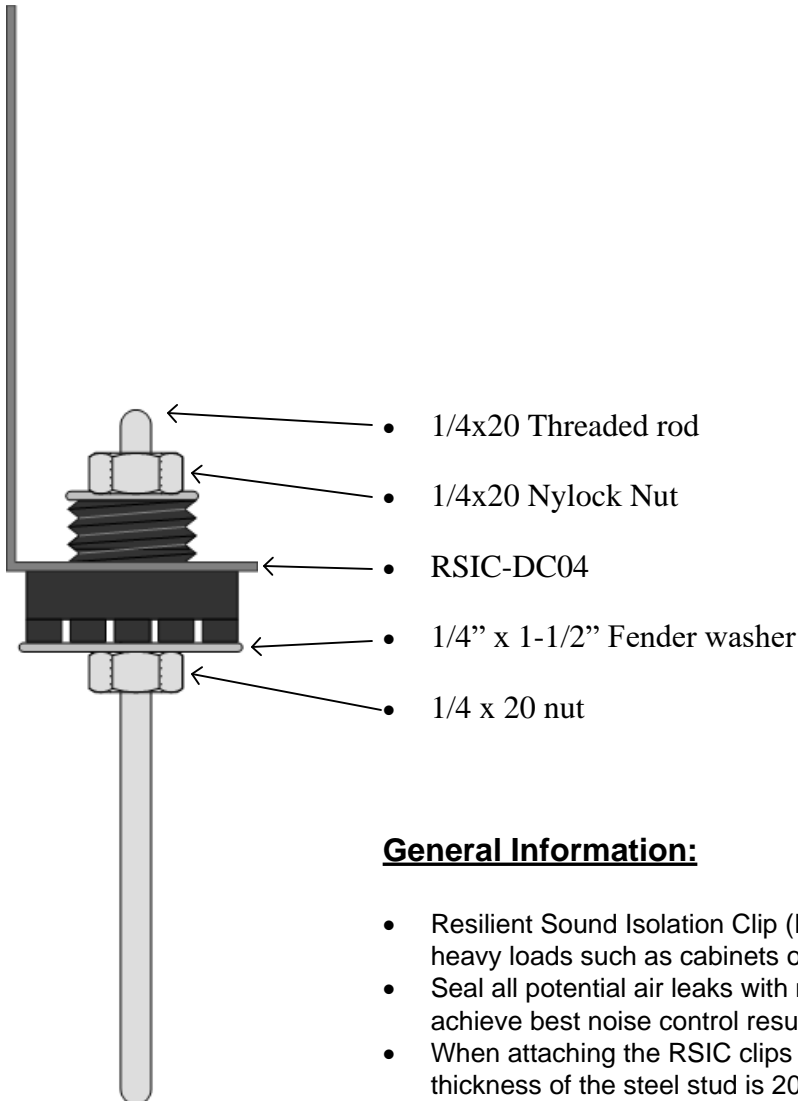 • 1/4x20 Threaded rod
• 1/4x20 Nylock Nut
• RSIC-DC04
• 1/4” x 1-1/2” Fender washer
• 1/4 x 20 nut
General Information:
• Resilient Sound Isolation Clip (
heavy loads such as cabinets
• Seal all potential air leaks with
achieve best noise control
• When attaching the RSIC clips
thickness of the steel stud is 20